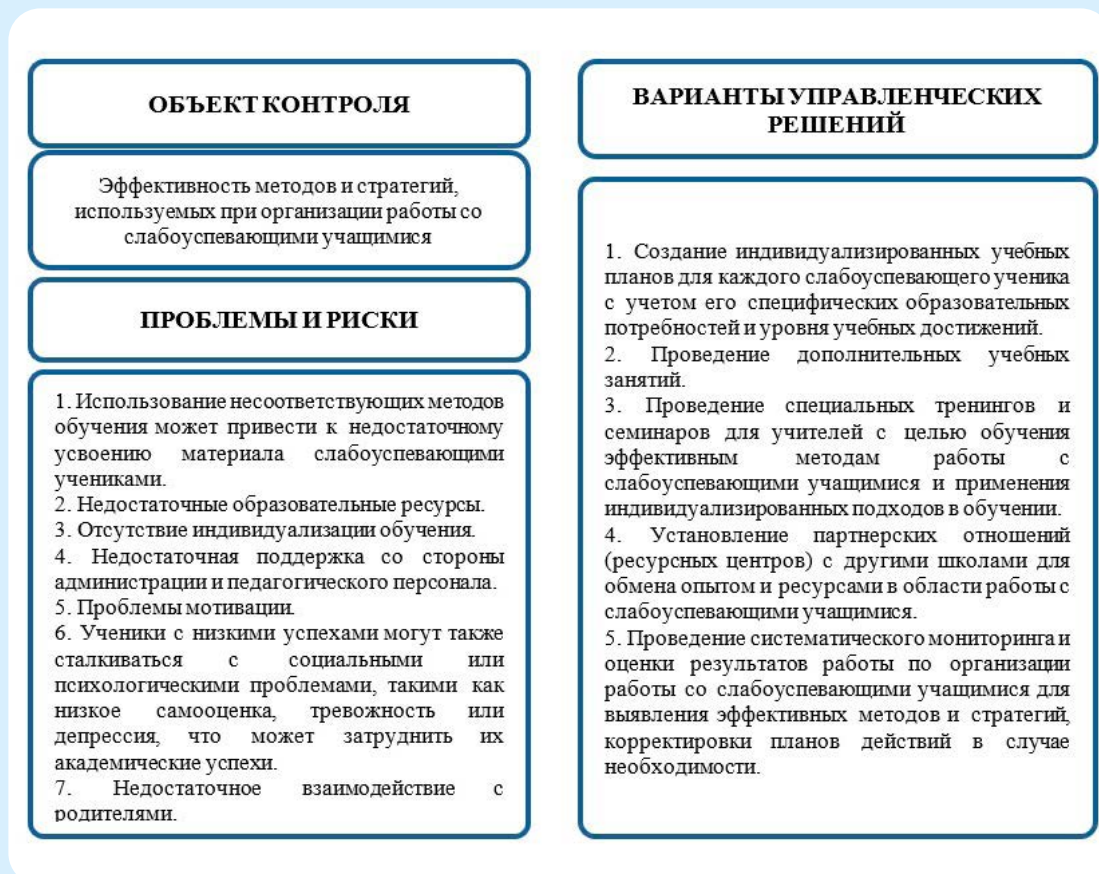 ОБЪЕКТ КОНТРОЛЯ
Эффективность методов и стратегий,
используемых при организации работы со
слабоуспевающими учащимися
ПРОБЛЕМЫ И РИСКИ
1. Использование несоответствующих методов
обучения может привести к недостаточному
усвоению материала слабоуспевающими
учениками.
2. Недостаточные образовательные ресурсы.
3. Отсутствие индивидуализации обучения.
4. Недостаточная поддержка со стороны
администрации и педагогического персонала.
5. Проблемы мотивации.
6. Ученики с низкими успехами могут также
сталкиваться с социальными или
психологическими проблемами, такими как
низкое самооценка, тревожность или
депрессия, что может затруднить их
академические успехи.
7. Недостаточное взаимодействие с
родителями.
ВАРИАНТЫ УПРАВЛЕНЧЕСКИХ
РЕШЕНИЙ
1. Создание индивидуализированных учебных
планов для каждого слабоуспевающего ученика
с учетом его специфических образовательных
потребностей и уровня учебных достижений.
2. Проведение дополнительных учебных
занятий.
3. Проведение специальных тренингов и
семинаров для учителей с целью обучения
эффективным методам работы с
слабоуспевающими учащимися и применения
индивидуализированных подходов в обучении.
4. Установление партнерских отношений
(ресурсных центров) с другими школами для
обмена опытом и ресурсами в области работы с
слабоуспевающими учащимися.
5. Проведение систематического мониторинга и
оценки результатов работы по организации
работы со слабоуспевающими учащимися для
выявления эффективных методов и стратегий,
корректировки планов действий в случае
необходимости.